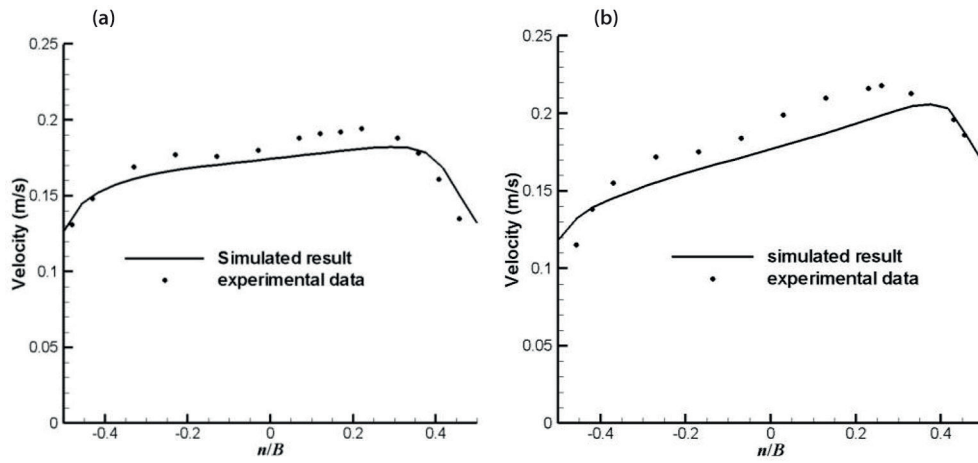 (a)
0.25
0.2
0.15
0.1
0.05
0
Velocity (m/s)
Simulated result
experimental data
-0.4
-0.2
0
0.2
0.4
n/B
(b)
0.25
0.2
0.15
0.1
0.05
0
Velocity (m/s)
simulated result
experimental data
-0.4
-0.2
0
0.2
0.4
n/B